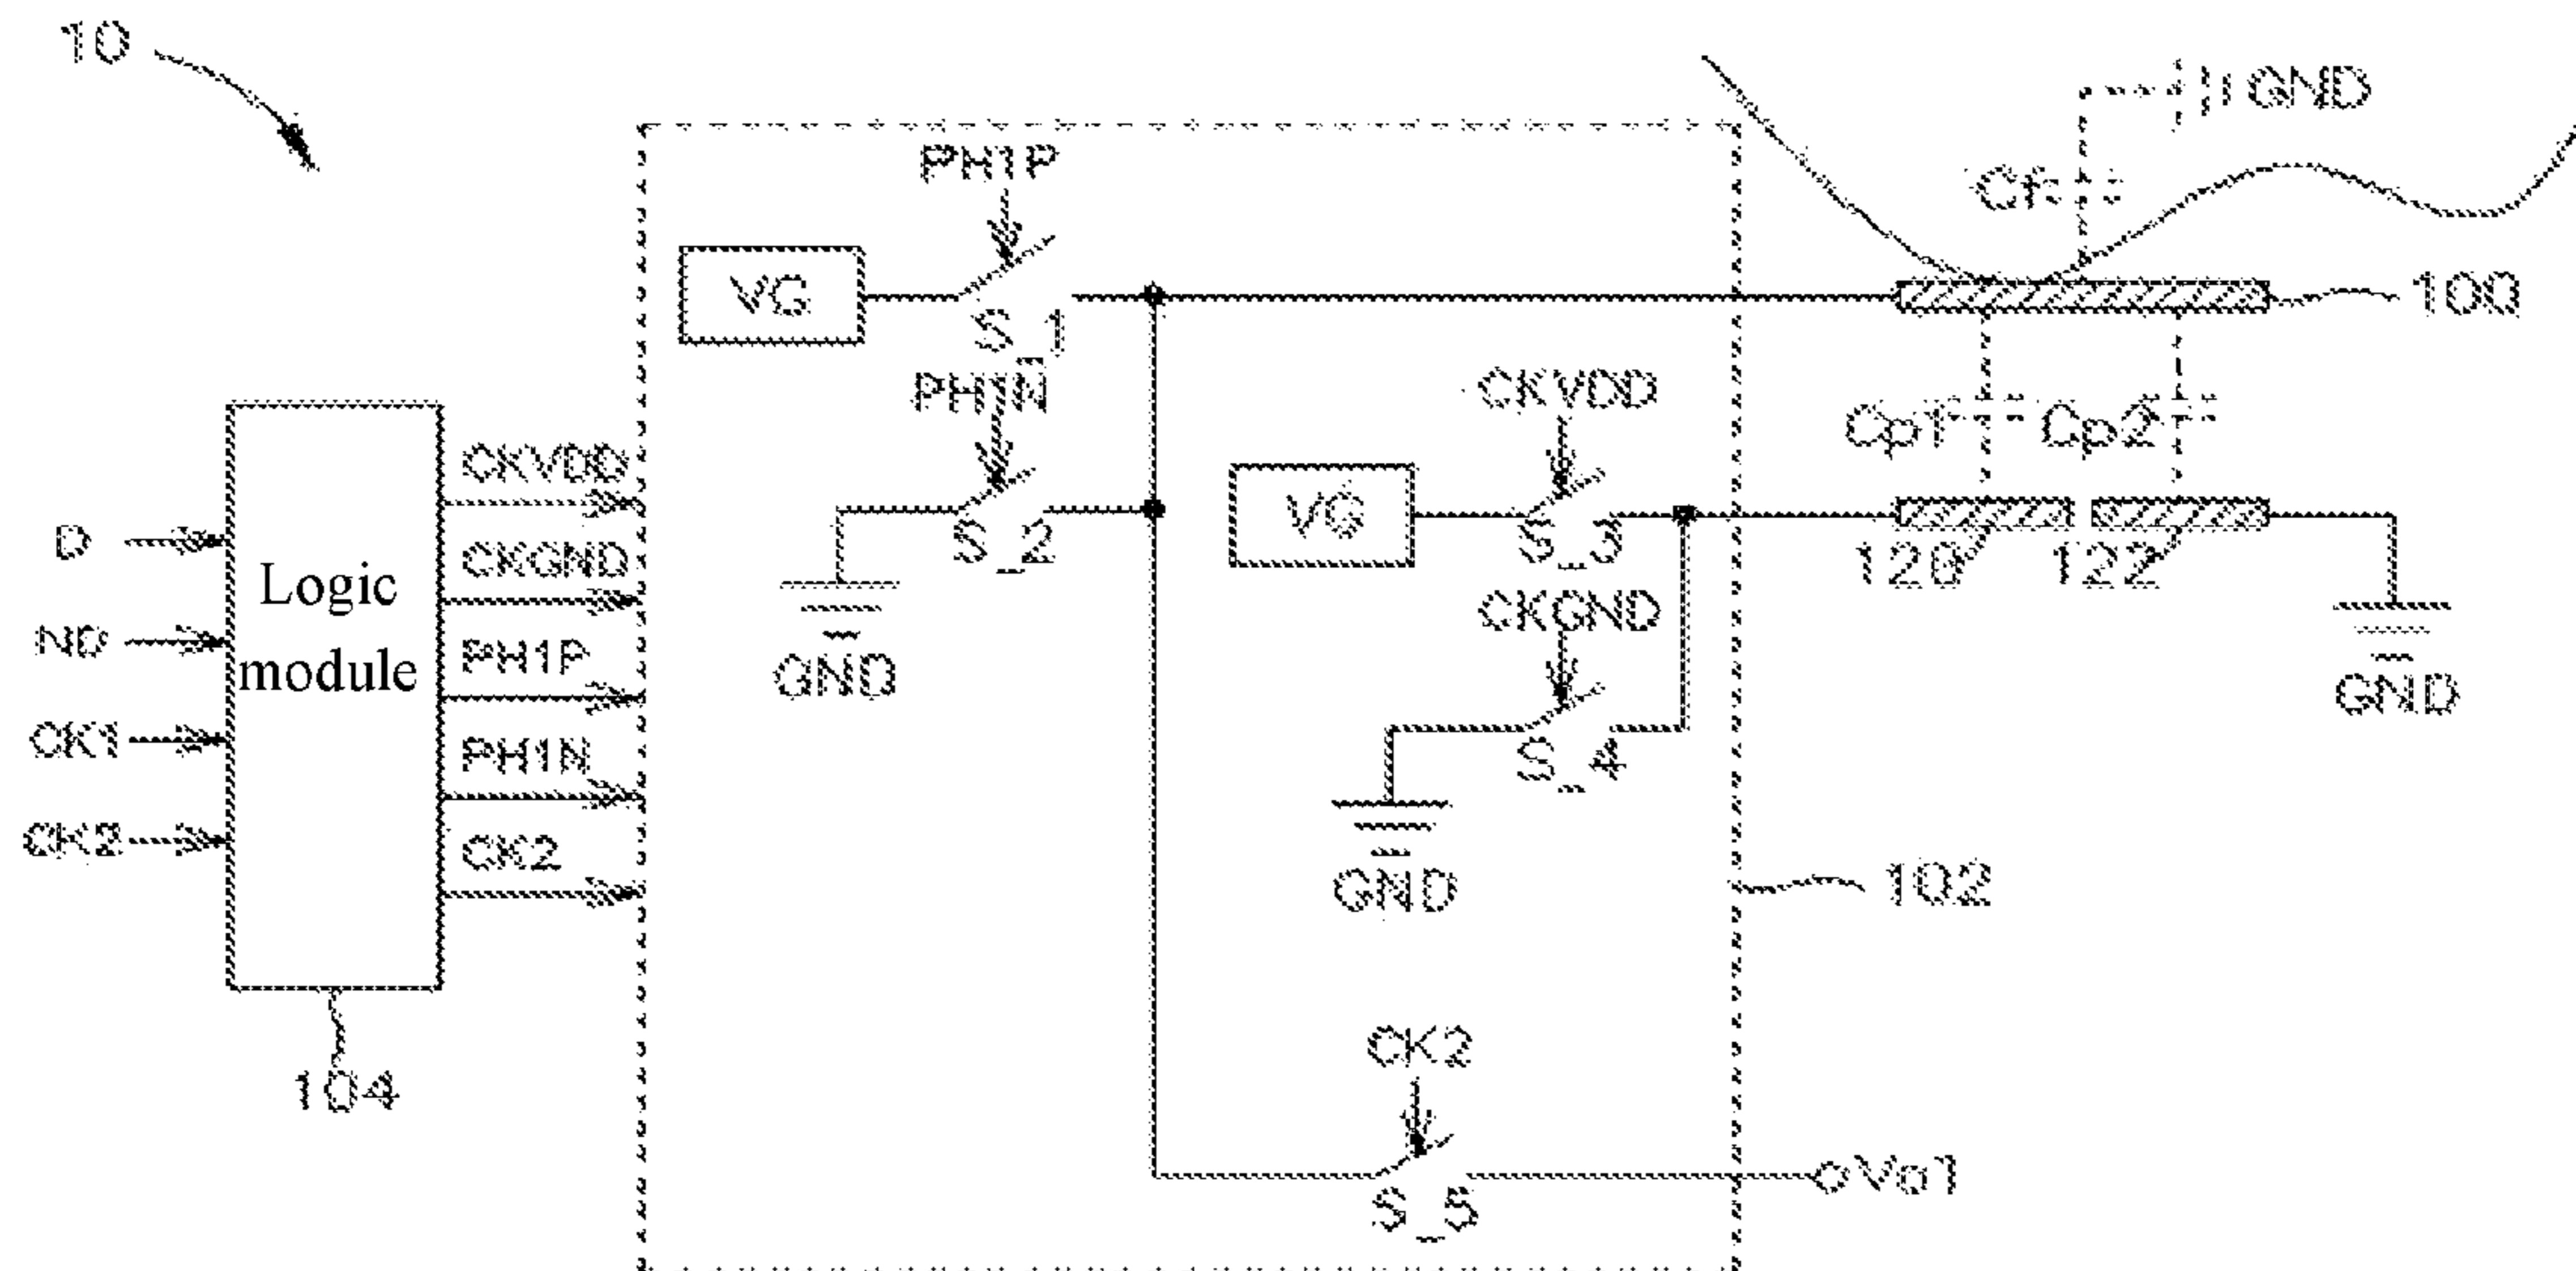 10
GND
PH1P
Cf
VG
S_1
100
PH1N
CKVDD
Cp1
Cp2
CKVDD
VG
S_2
S_3
120
122
D
CKGND
Logic
module
GND
CKGND
ND
PH1P
GND
CK1
PH1N
S_4
CK2
CK2
GND
102
CK2
104
Vo1
S_5